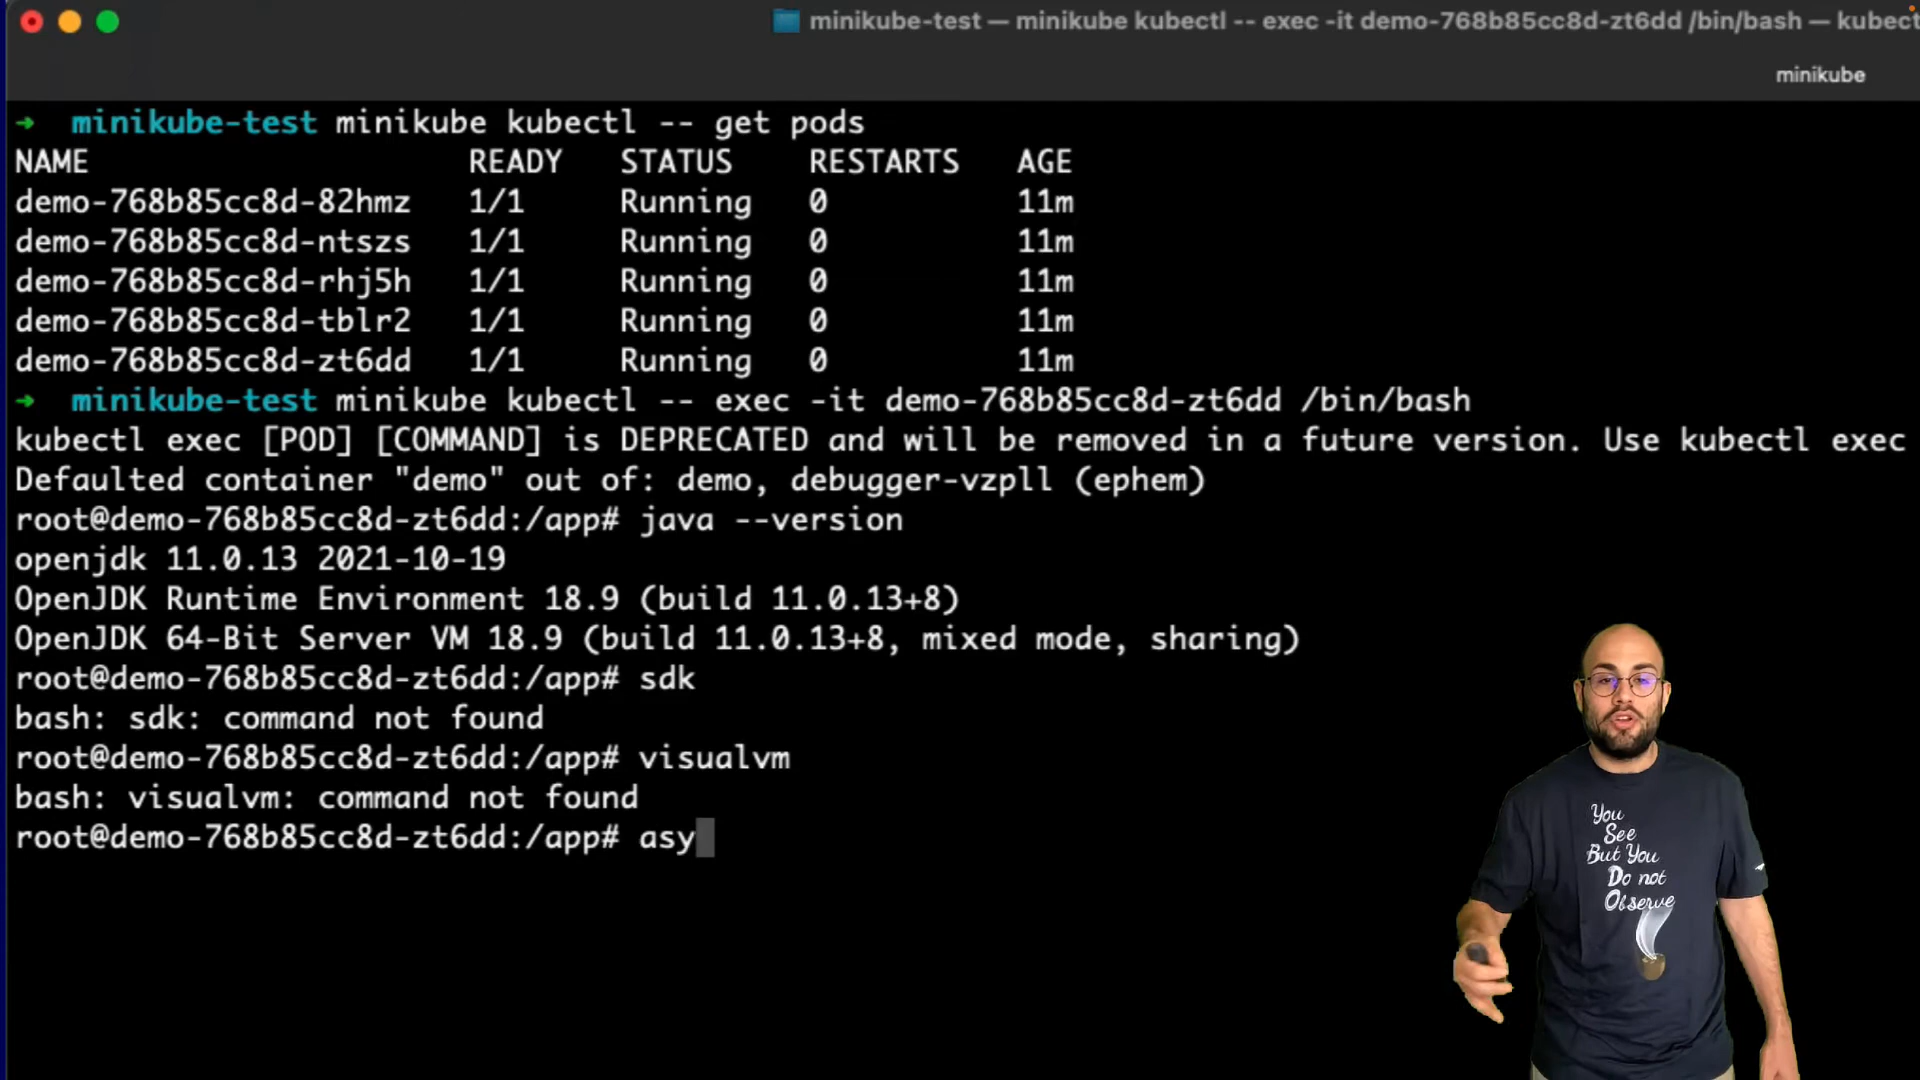 minikube-test — minikube kubectl -- exec -it demo-768b85cc8d-zt6dd /bin/bash — kubect
minikube
➜ minikube-test minikube kubectl -- get pods
NAME READY STATUS RESTARTS AGE
demo-768b85cc8d-82hmz 1/1 Running 0 11m
demo-768b85cc8d-ntszs 1/1 Running 0 11m
demo-768b85cc8d-rhj5h 1/1 Running 0 11m
demo-768b85cc8d-tblr2 1/1 Running 0 11m
demo-768b85cc8d-zt6dd 1/1 Running 0 11m
➜ minikube-test minikube kubectl -- exec -it demo-768b85cc8d-zt6dd /bin/bash
kubectl exec [POD] [COMMAND] is DEPRECATED and will be removed in a future version. Use kubectl exec
Defaulted container "demo" out of: demo, debugger-vzpll (ephem)
root@demo-768b85cc8d-zt6dd:/app# java --version
openjdk 11.0.13 2021-10-19
OpenJDK Runtime Environment 18.9 (build 11.0.13+8)
OpenJDK 64-Bit Server VM 18.9 (build 11.0.13+8, mixed mode, sharing)
root@demo-768b85cc8d-zt6dd:/app# sdk
bash: sdk: command not found
root@demo-768b85cc8d-zt6dd:/app# visualvm
bash: visualvm: command not found
root@demo-768b85cc8d-zt6dd:/app# asy
You
See
But You
Do not
Observe